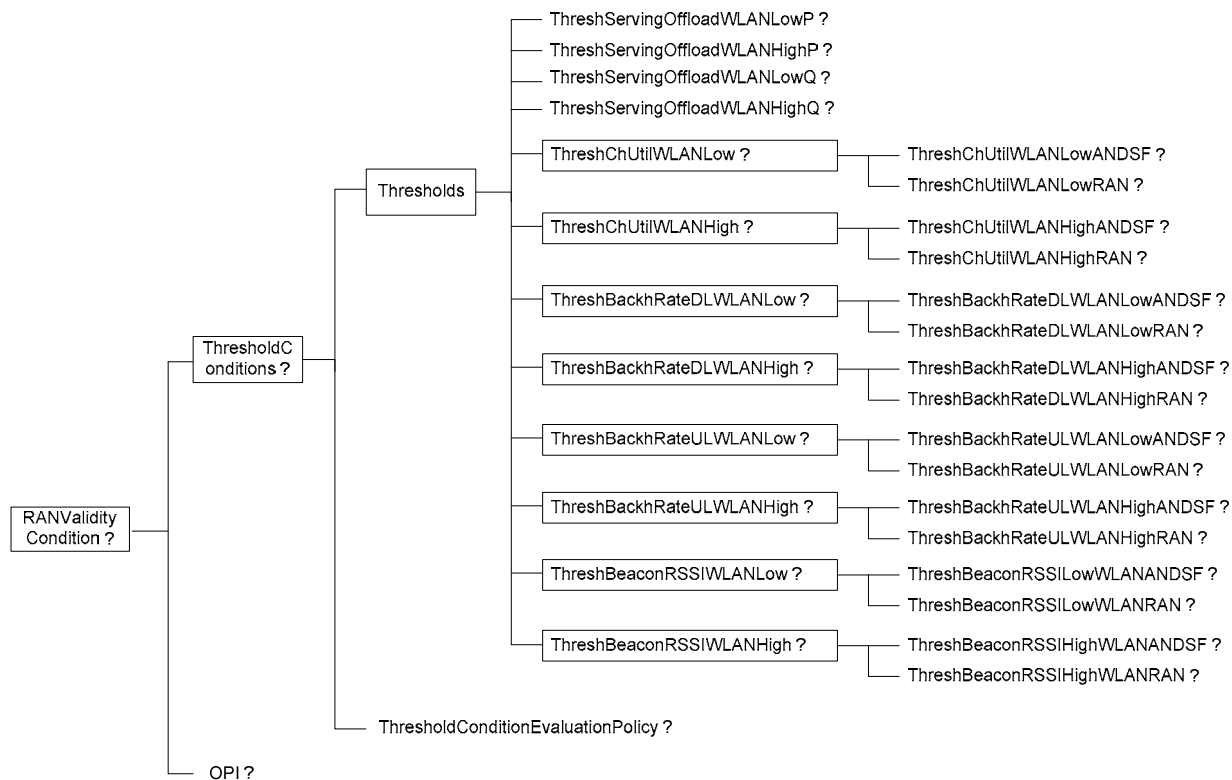 ThreshServingOffloadWLANLowP ?
ThreshServingOffloadWLANHighP ?
ThreshServingOffloadWLANLowQ ?
ThreshServingOffloadWLANHighQ ?
ThreshChUtilWLANLow ?
ThreshChUtilWLANLowANDSF ?
ThreshChUtilWLANLowRAN ?
Thresholds
ThreshChUtilWLANHigh ?
ThreshChUtilWLANHighANDSF ?
ThreshChUtilWLANHighRAN ?
ThreshBackhRateDLWLANLow ?
ThreshBackhRateDLWLANLowANDSF ?
ThreshBackhRateDLWLANLowRAN ?
ThresholdC
onditions ?
ThreshBackhRateDLWLANHigh ?
ThreshBackhRateDLWLANHighANDSF ?
ThreshBackhRateDLWLANHighRAN ?
ThreshBackhRateULWLANLow ?
ThreshBackhRateULWLANLowANDSF ?
ThreshBackhRateULWLANLowRAN ?
RANValidity
Condition ?
ThreshBackhRateULWLANHigh ?
ThreshBackhRateULWLANHighANDSF ?
ThreshBackhRateULWLANHighRAN ?
ThreshBeaconRSSIWLANLow ?
ThreshBeaconRSSILowWLANANDSF ?
ThreshBeaconRSSILowWLANRAN ?
ThreshBeaconRSSIWLANHigh ?
ThreshBeaconRSSIHighWLANANDSF ?
ThreshBeaconRSSIHighWLANRAN ?
ThresholdConditionEvaluationPolicy ?
OPI ?